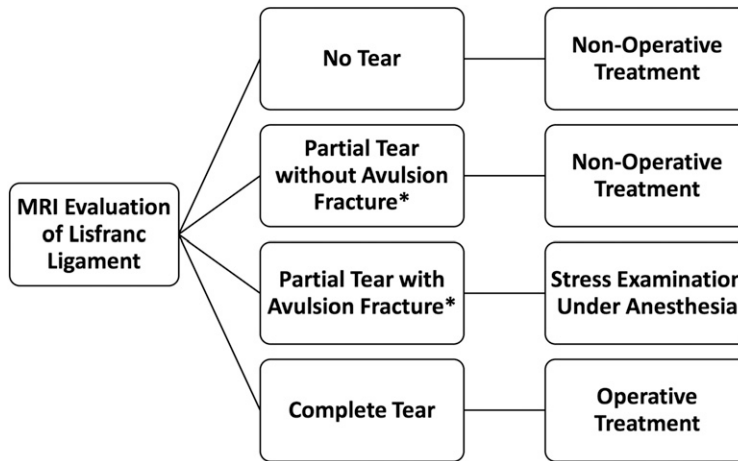 No Tear
Non-Operative
Treatment
Partial Tear
without Avulsion
Fracture*
Non-Operative
Treatment
MRI Evaluation
of Lisfranc
Ligament
Partial Tear with
Avulsion Fracture*
Stress Examination
Under Anesthesia
Complete Tear
Operative
Treatment